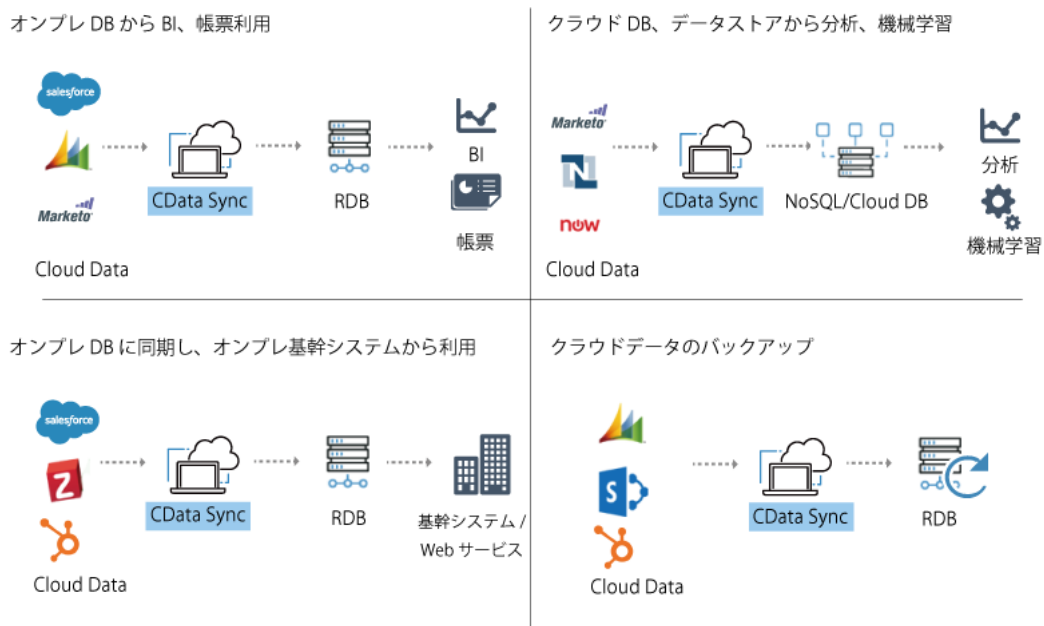 オンプレ DB から BI、帳票利用
salesforce
Marketo
Cloud Data
CData Sync
RDB
BI
帳票
クラウド DB、データストアから分析、機械学習
Marketo
N
now
Cloud Data
CData Sync
NoSQL/Cloud DB
分析
機械学習
オンプレ DB に同期し、オンプレ基幹システムから利用
salesforce
Z
Cloud Data
CData Sync
RDB
基幹システム /
Web サービス
クラウドデータのバックアップ
S
Cloud Data
CData Sync
RDB